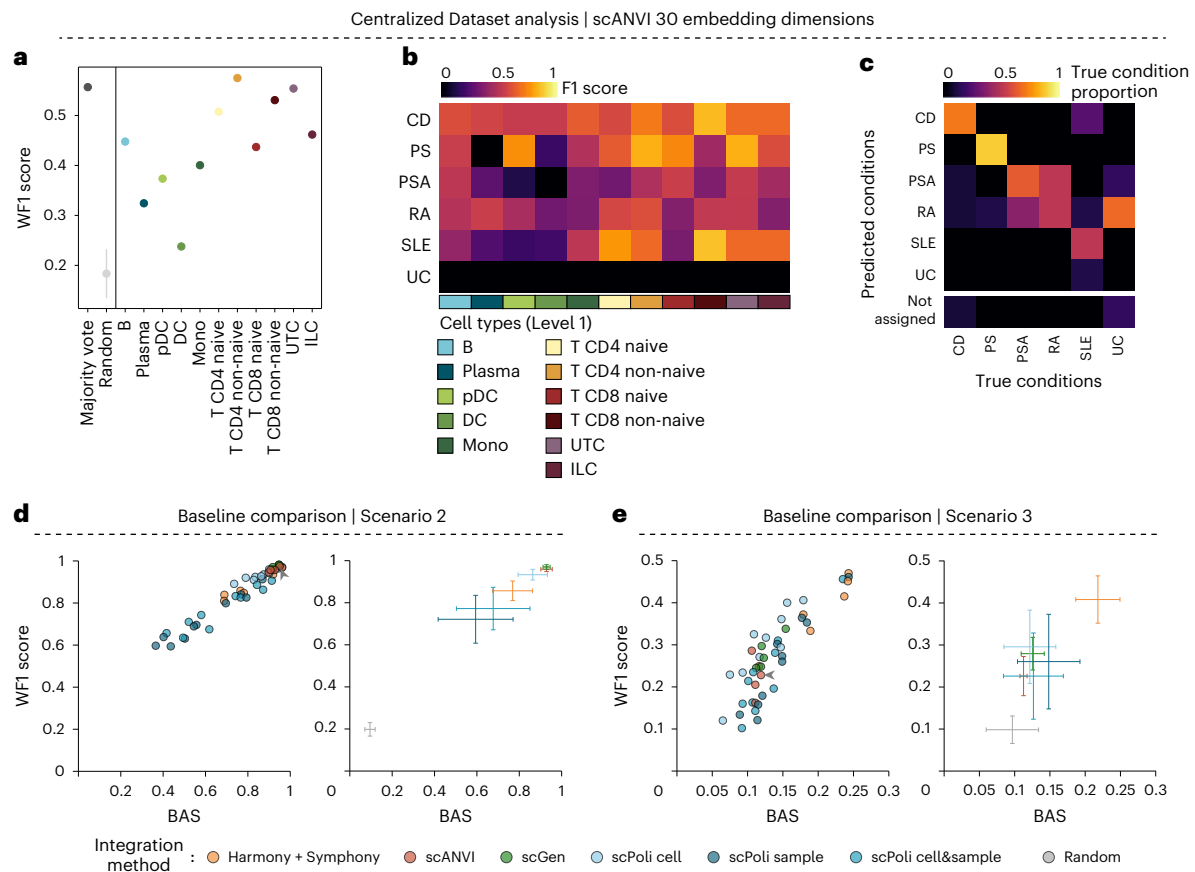 Centralized Dataset analysis | scANVI 30 embedding dimensions
a
WF1 score
0.5
0.4
0.3
0.2
Majority vote
Random
B
Plasma
pDC
DC
Mono
T CD4 naive
T CD4 non-naive
T CD8 naive
T CD8 non-naive
UTC
ILC
b
0 0.5 1
F1 score
CD
PS
PSA
RA
SLE
UC
Cell types (Level 1)
B
Plasma
pDC
DC
Mono
T CD4 naive
T CD4 non-naive
T CD8 naive
T CD8 non-naive
UTC
ILC
c
0 0.5 1
True condition
proportion
Predicted conditions
CD
PS
PSA
RA
SLE
UC
Not
assigned
CD
PS
PSA
RA
SLE
UC
True conditions
d
Baseline comparison | Scenario 2
WF1 score
1
0.8
0.6
0.4
0.2
0
0.2 0.4 0.6 0.8 1
BAS
1
0.8
0.6
0.4
0.2
0
0.2 0.4 0.6 0.8 1
BAS
e
Baseline comparison | Scenario 3
WF1 score
0.5
0.4
0.3
0.2
0.1
0
0.05 0.1 0.15 0.2 0.25 0.3
BAS
0.5
0.4
0.3
0.2
0.1
0
0.05 0.1 0.15 0.2 0.25 0.3
BAS
Integration
method :
Harmony + Symphony
scANVI
scGen
scPoli cell
scPoli sample
scPoli cell&sample
Random